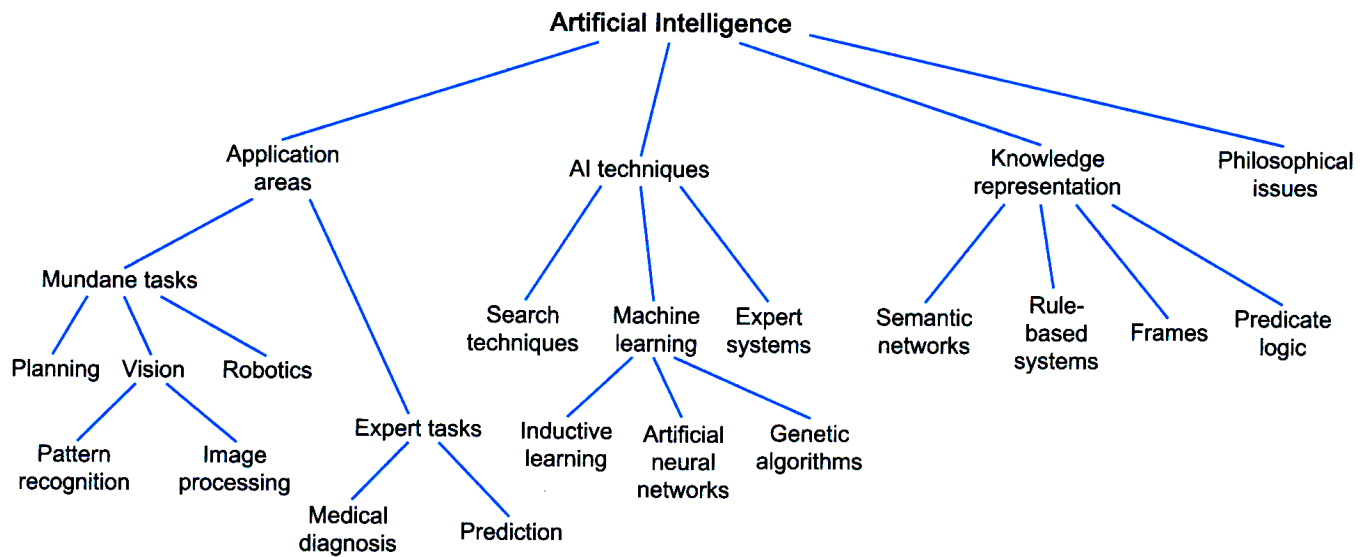 Artificial Intelligence
Application
areas
AI techniques
Knowledge
representation
Philosophical
issues
Mundane tasks
Search
techniques
Machine
learning
Expert
systems
Semantic
networks
Rule-
based
systems
Frames
Predicate
logic
Planning
Vision
Robotics
Expert tasks
Inductive
learning
Artificial
neural
networks
Genetic
algorithms
Pattern
recognition
Image
processing
Medical
diagnosis
Prediction